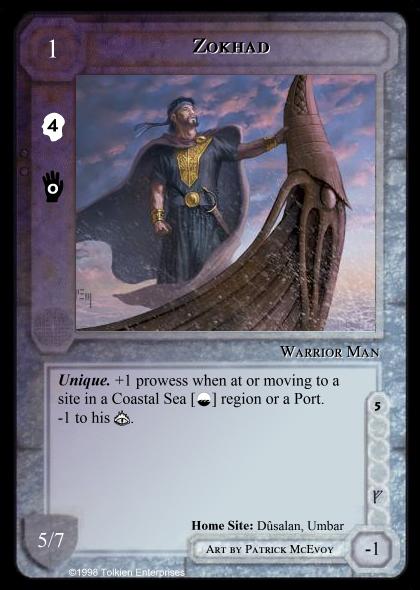 1
ZOKHAD
4
0
WARRIOR MAN
Unique. +1 prowess when at or moving to a
site in a Coastal Sea [ ] region or a Port.
-1 to his .
5
Home Site: Dûsalan, Umbar
5/7
ART BY PATRICK MCEVOY
-1
©1998 Tolkien Enterprises